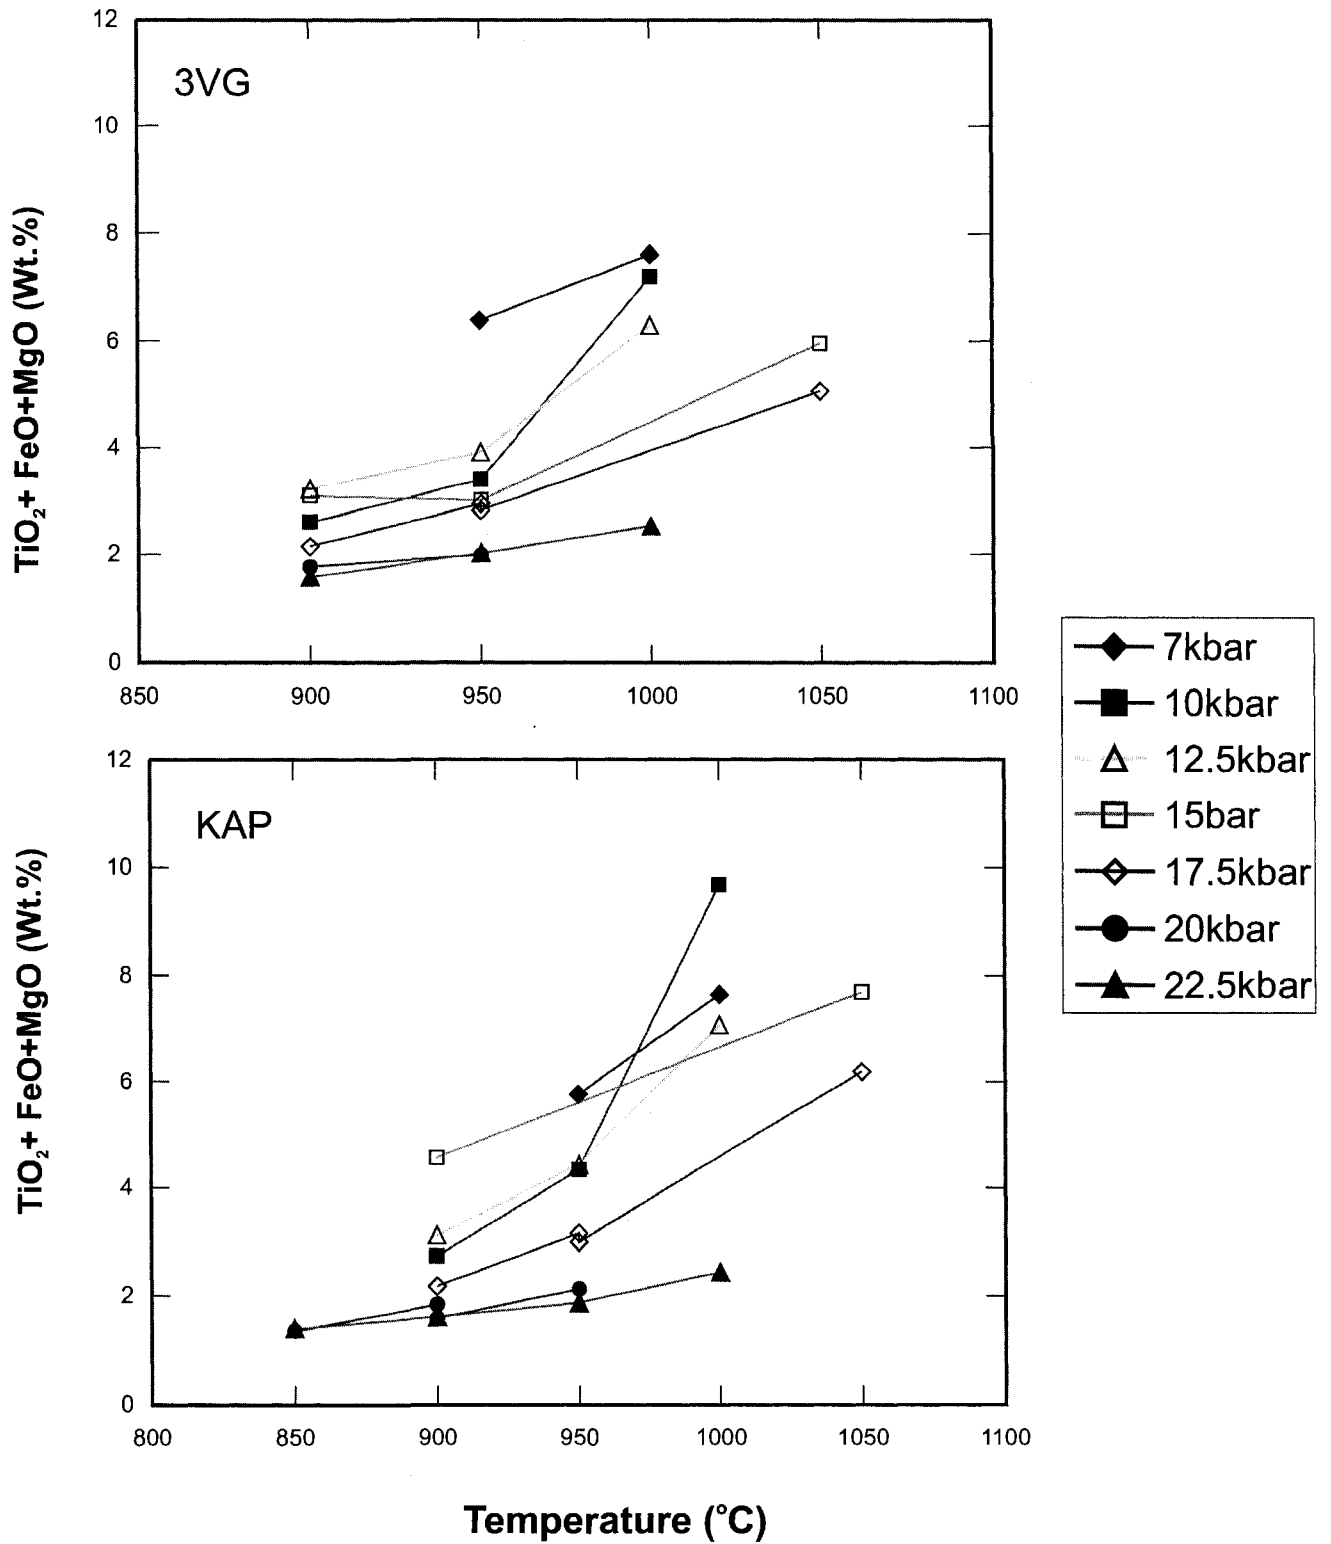 12
3VG
10
8
6
4
2
0
TiO₂+ FeO+MgO (Wt.%)
850 900 950 1000 1050 1100
7kbar
10kbar
12.5kbar
15bar
17.5kbar
20kbar
22.5kbar
12
KAP
10
8
6
4
2
0
TiO₂+ FeO+MgO (Wt.%)
800 850 900 950 1000 1050 1100
Temperature (°C)